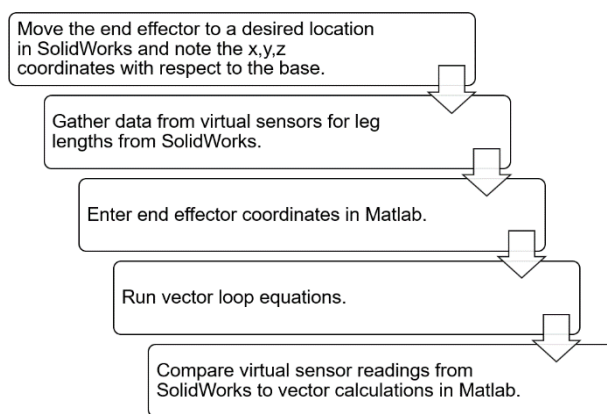 Move the end effector to a desired location
in SolidWorks and note the x,y,z
coordinates with respect to the base.
Gather data from virtual sensors for leg
lengths from SolidWorks.
Enter end effector coordinates in Matlab.
Run vector loop equations.
Compare virtual sensor readings from
SolidWorks to vector calculations in Matlab.